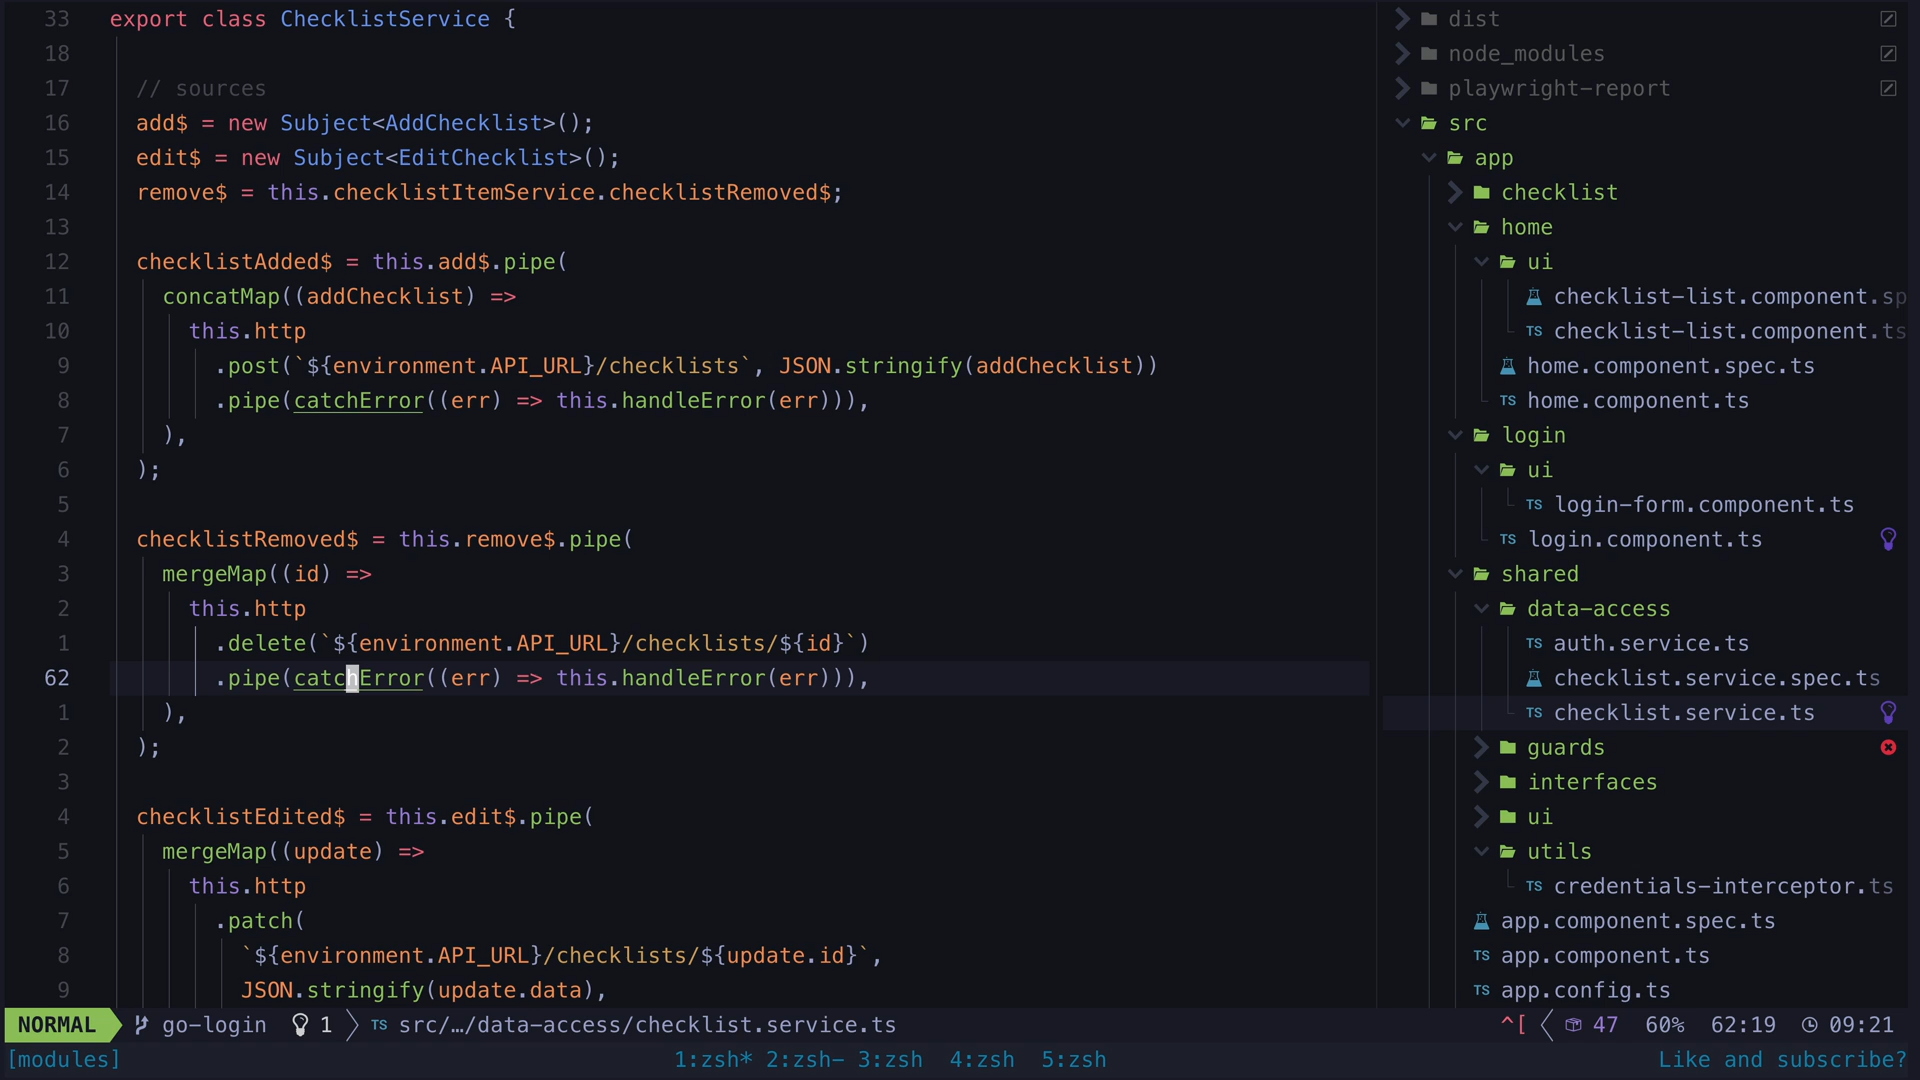 33 export class ChecklistService {
18
17 // sources
16 add$ = new Subject<AddChecklist>();
15 edit$ = new Subject<EditChecklist>();
14 remove$ = this.checklistItemService.checklistRemoved$;
13
12 checklistAdded$ = this.add$.pipe(
11 concatMap((addChecklist) =>
10 this.http
9 .post(`${environment.API_URL}/checklists`, JSON.stringify(addChecklist))
8 .pipe(catchError((err) => this.handleError(err))),
7 ),
6 );
5
4 checklistRemoved$ = this.remove$.pipe(
3 mergeMap((id) =>
2 this.http
1 .delete(`${environment.API_URL}/checklists/${id}`)
62 .pipe(catchError((err) => this.handleError(err))),
1 ),
2 );
3
4 checklistEdited$ = this.edit$.pipe(
5 mergeMap((update) =>
6 this.http
7 .patch(
8 `${environment.API_URL}/checklists/${update.id}`,
9 JSON.stringify(update.data),
dist
node_modules
playwright-report
src
app
checklist
home
ui
checklist-list.component.sp
TS checklist-list.component.ts
home.component.spec.ts
TS home.component.ts
login
ui
TS login-form.component.ts
TS login.component.ts
shared
data-access
TS auth.service.ts
checklist.service.spec.ts
TS checklist.service.ts
guards
interfaces
ui
utils
TS credentials-interceptor.ts
app.component.spec.ts
TS app.component.ts
TS app.config.ts
NORMAL go-login 1 TS src/…/data-access/checklist.service.ts ^[ 47 60% 62:19 09:21
[modules] 1:zsh* 2:zsh- 3:zsh 4:zsh 5:zsh Like and subscribe?